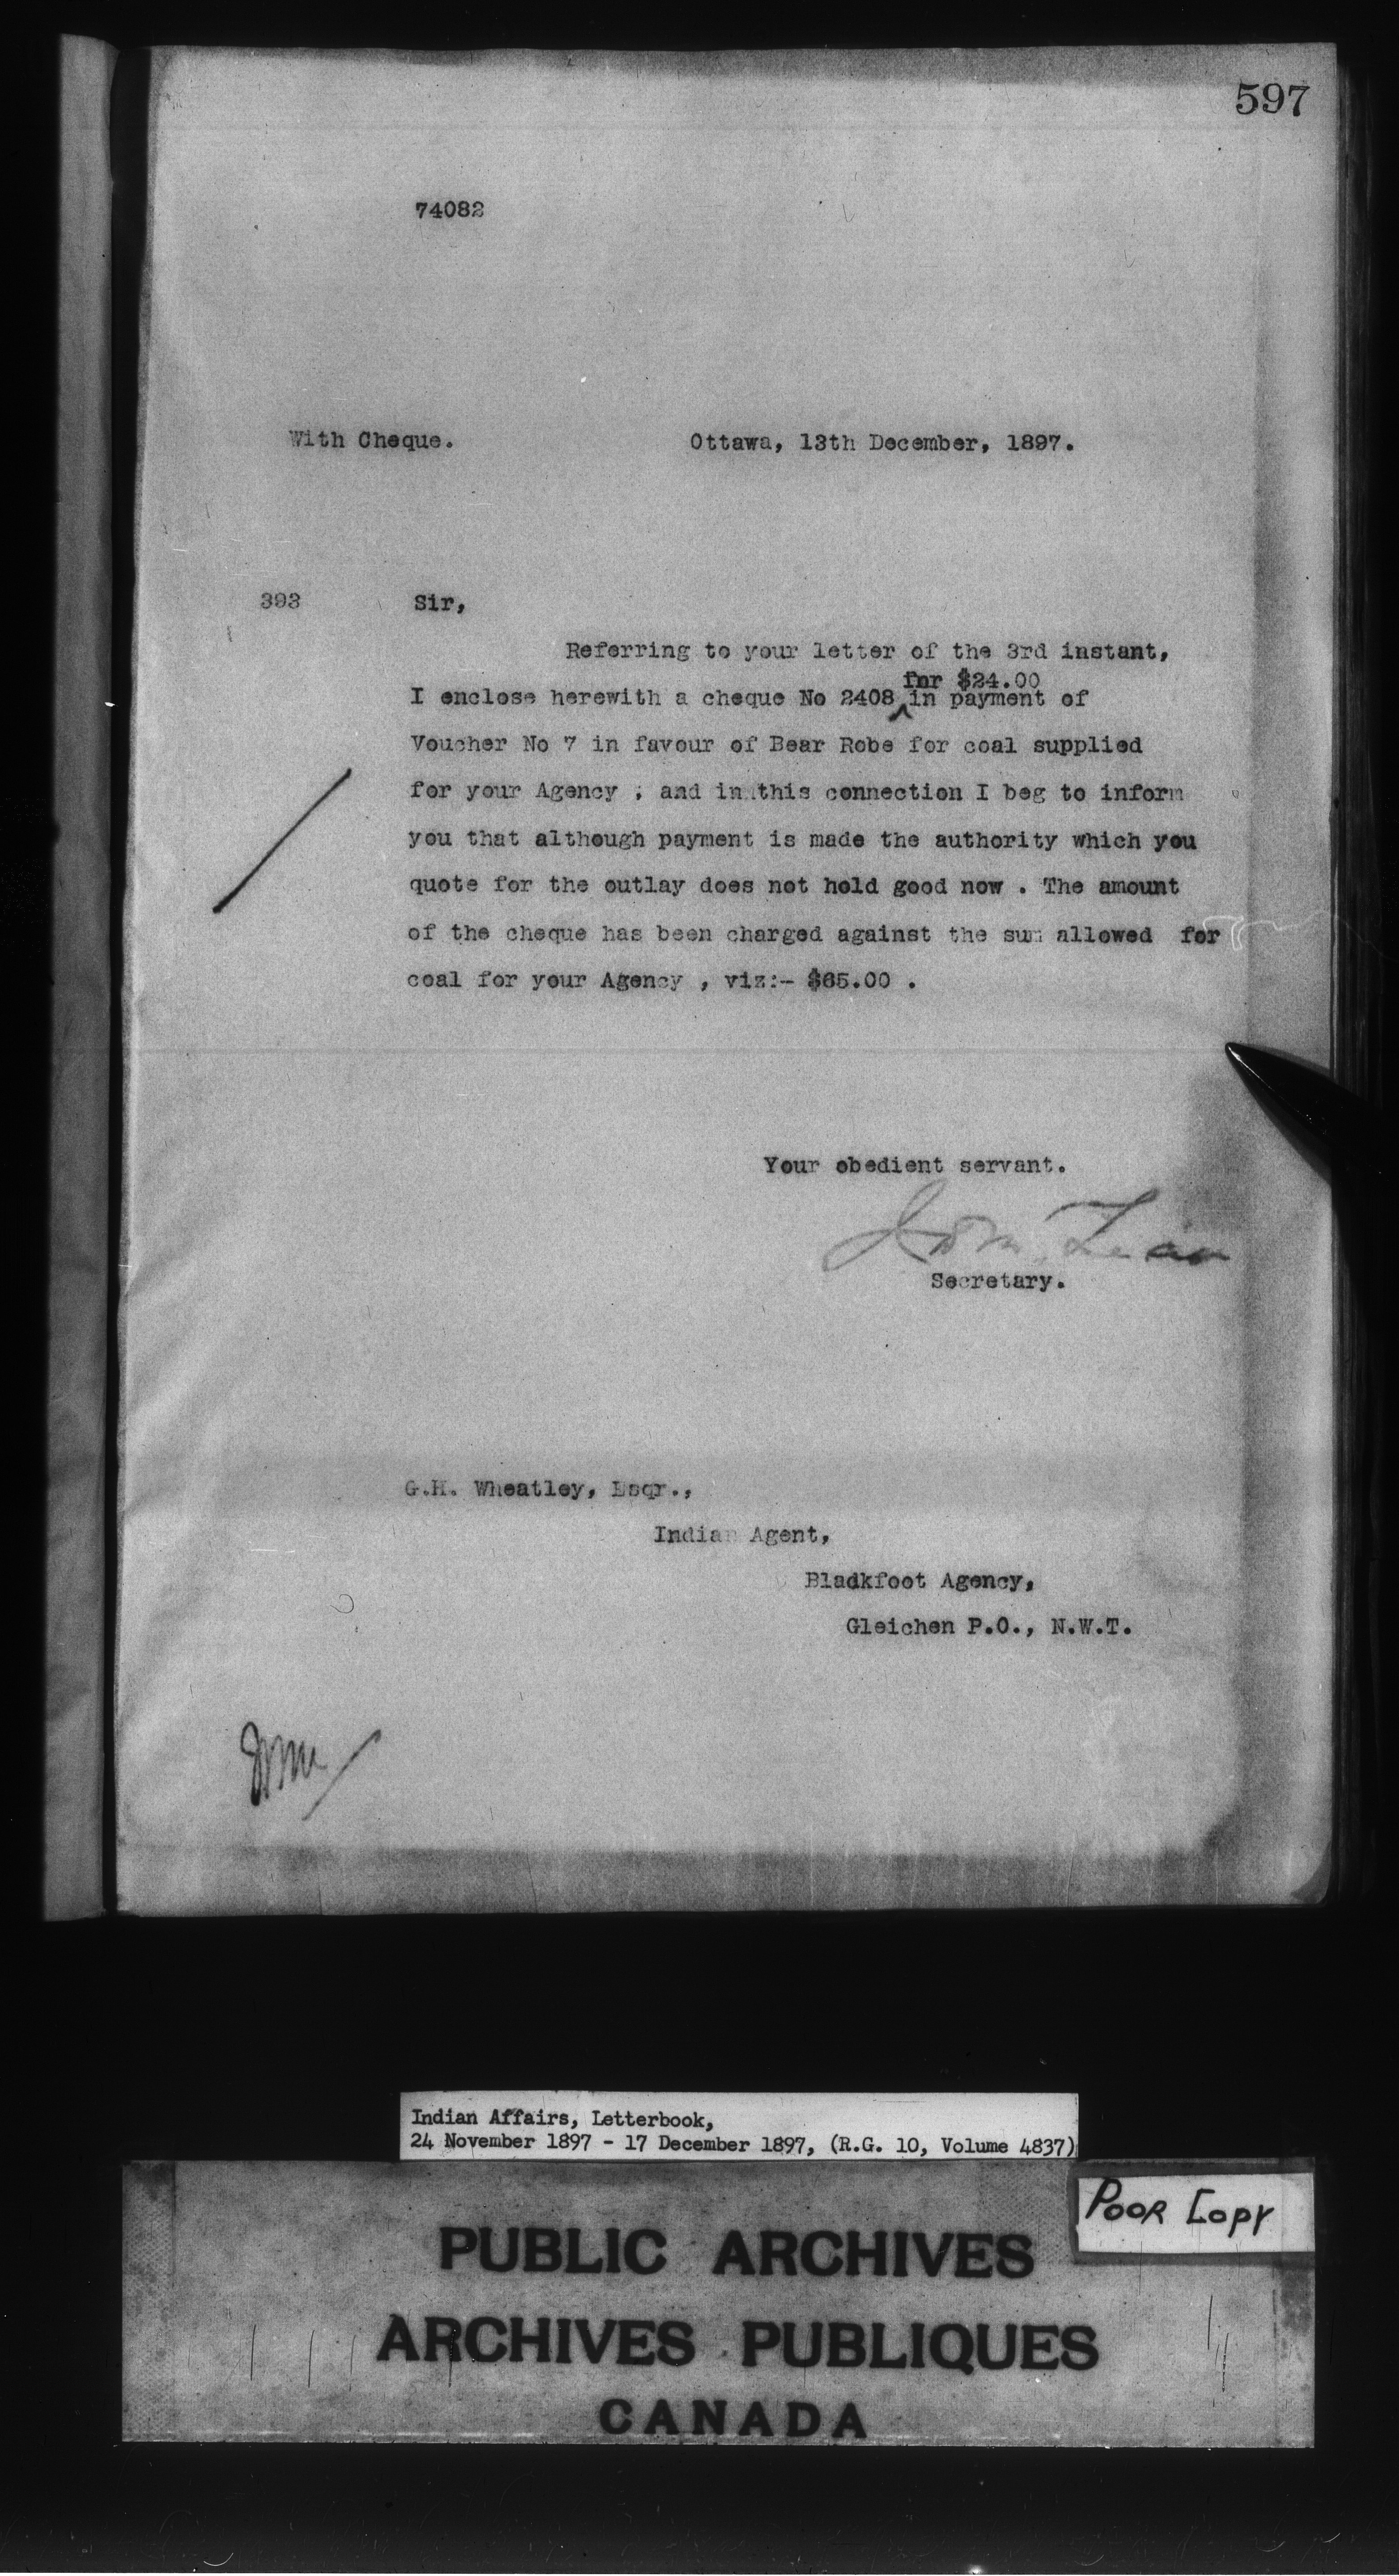 597
74082
With Cheque.
Ottawa, 13th December, 1897.
393
Sir,
Referring to your letter of the 3rd instant,
for $24.00
I enclose herewith a cheque No 2408 in payment of
Voucher No 7 in favour of Bear Robe for coal supplied
for your Agency ; and in this connection I beg to inform
you that although payment is made the authority which you
quote for the outlay does not hold good now . The amount
of the cheque has been charged against the sum allowed for
coal for your Agency , viz:- $65.00 .
Your obedient servant.
Secretary.
G.H. Wheatley, Esqr.,
Indian Agent,
Bladkfoot Agency,
Gleichen P.O., N.W.T.
Indian Affairs, Letterbook,
24 November 1897 - 17 December 1897, (R.G. 10, Volume 4837)
POOR COPY
PUBLIC ARCHIVES
ARCHIVES PUBLIQUES
CANADA